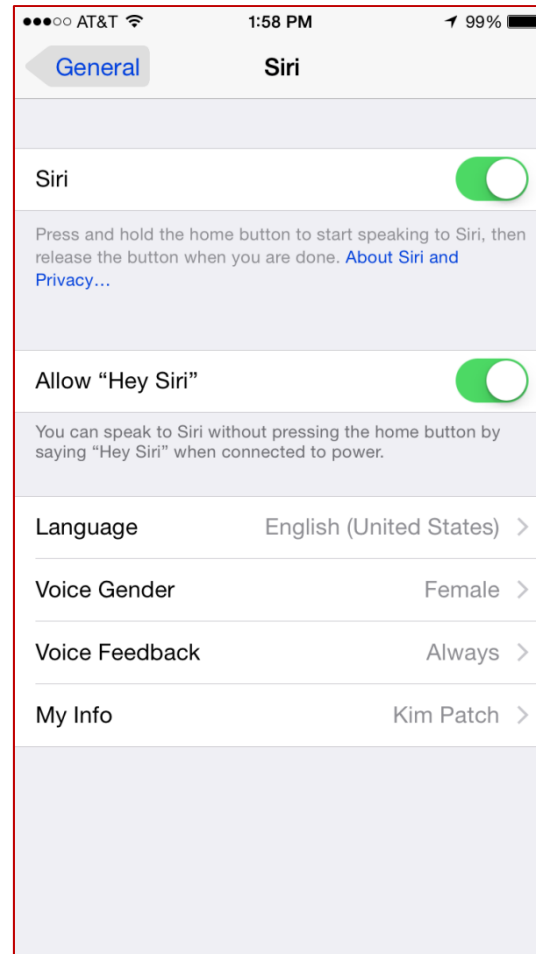 AT&T 1:58 PM 99%
General Siri
Siri
Press and hold the home button to start speaking to Siri, then
release the button when you are done. About Siri and
Privacy…
Allow “Hey Siri”
You can speak to Siri without pressing the home button by
saying “Hey Siri” when connected to power.
Language English (United States)
Voice Gender Female
Voice Feedback Always
My Info Kim Patch